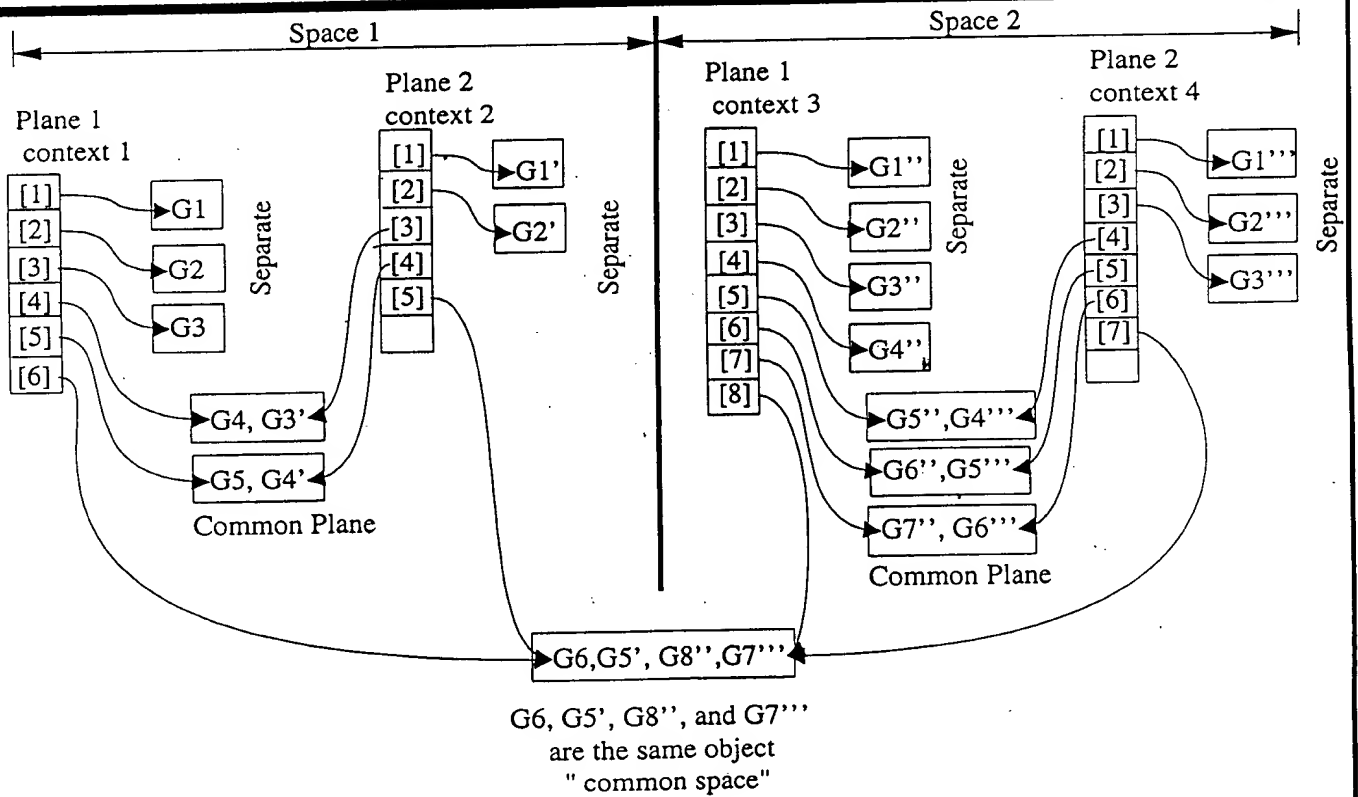 Space 1
Space 2
Plane 1
context 1
[1]
[2]
[3]
[4]
[5]
[6]
G1
G2
G3
Separate
Plane 2
context 2
[1]
[2]
[3]
[4]
[5]
G1'
G2'
Separate
G4, G3'
G5, G4'
Common Plane
Plane 1
context 3
[1]
[2]
[3]
[4]
[5]
[6]
[7]
[8]
G1''
G2''
G3''
G4''
Separate
Plane 2
context 4
[1]
[2]
[3]
[4]
[5]
[6]
[7]
G1'''
G2'''
G3'''
Separate
G5'',G4'''
G6'',G5'''
G7'', G6'''
Common Plane
G6,G5', G8'',G7'''
G6, G5', G8'', and G7'''
are the same object
" common space"